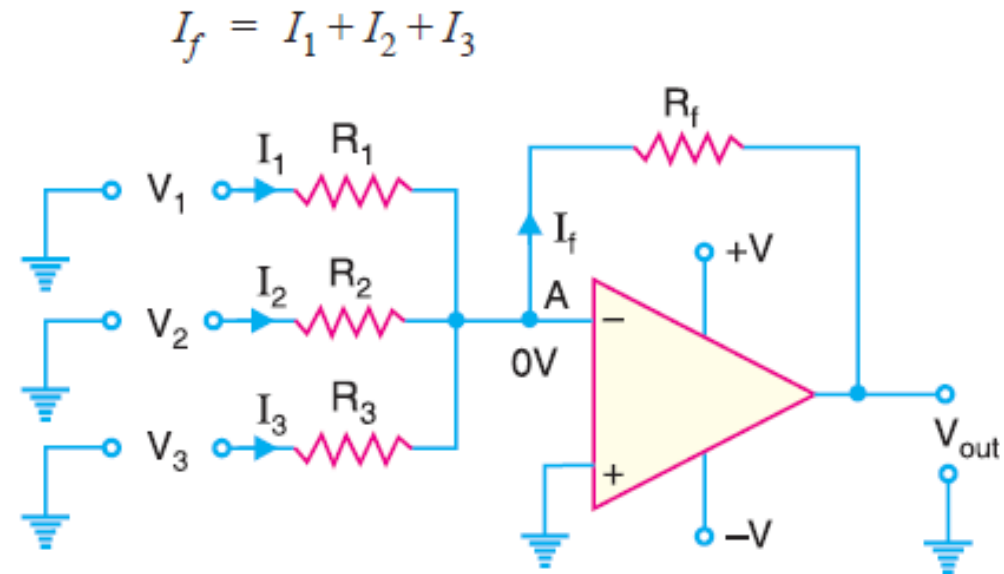 I_f = I_1 + I_2 + I_3
R_f
I_1 R_1
V_1
I_f
+V
I_2 R_2
A
V_2
−
0V
I_3 R_3
V_3
V_out
+
–V